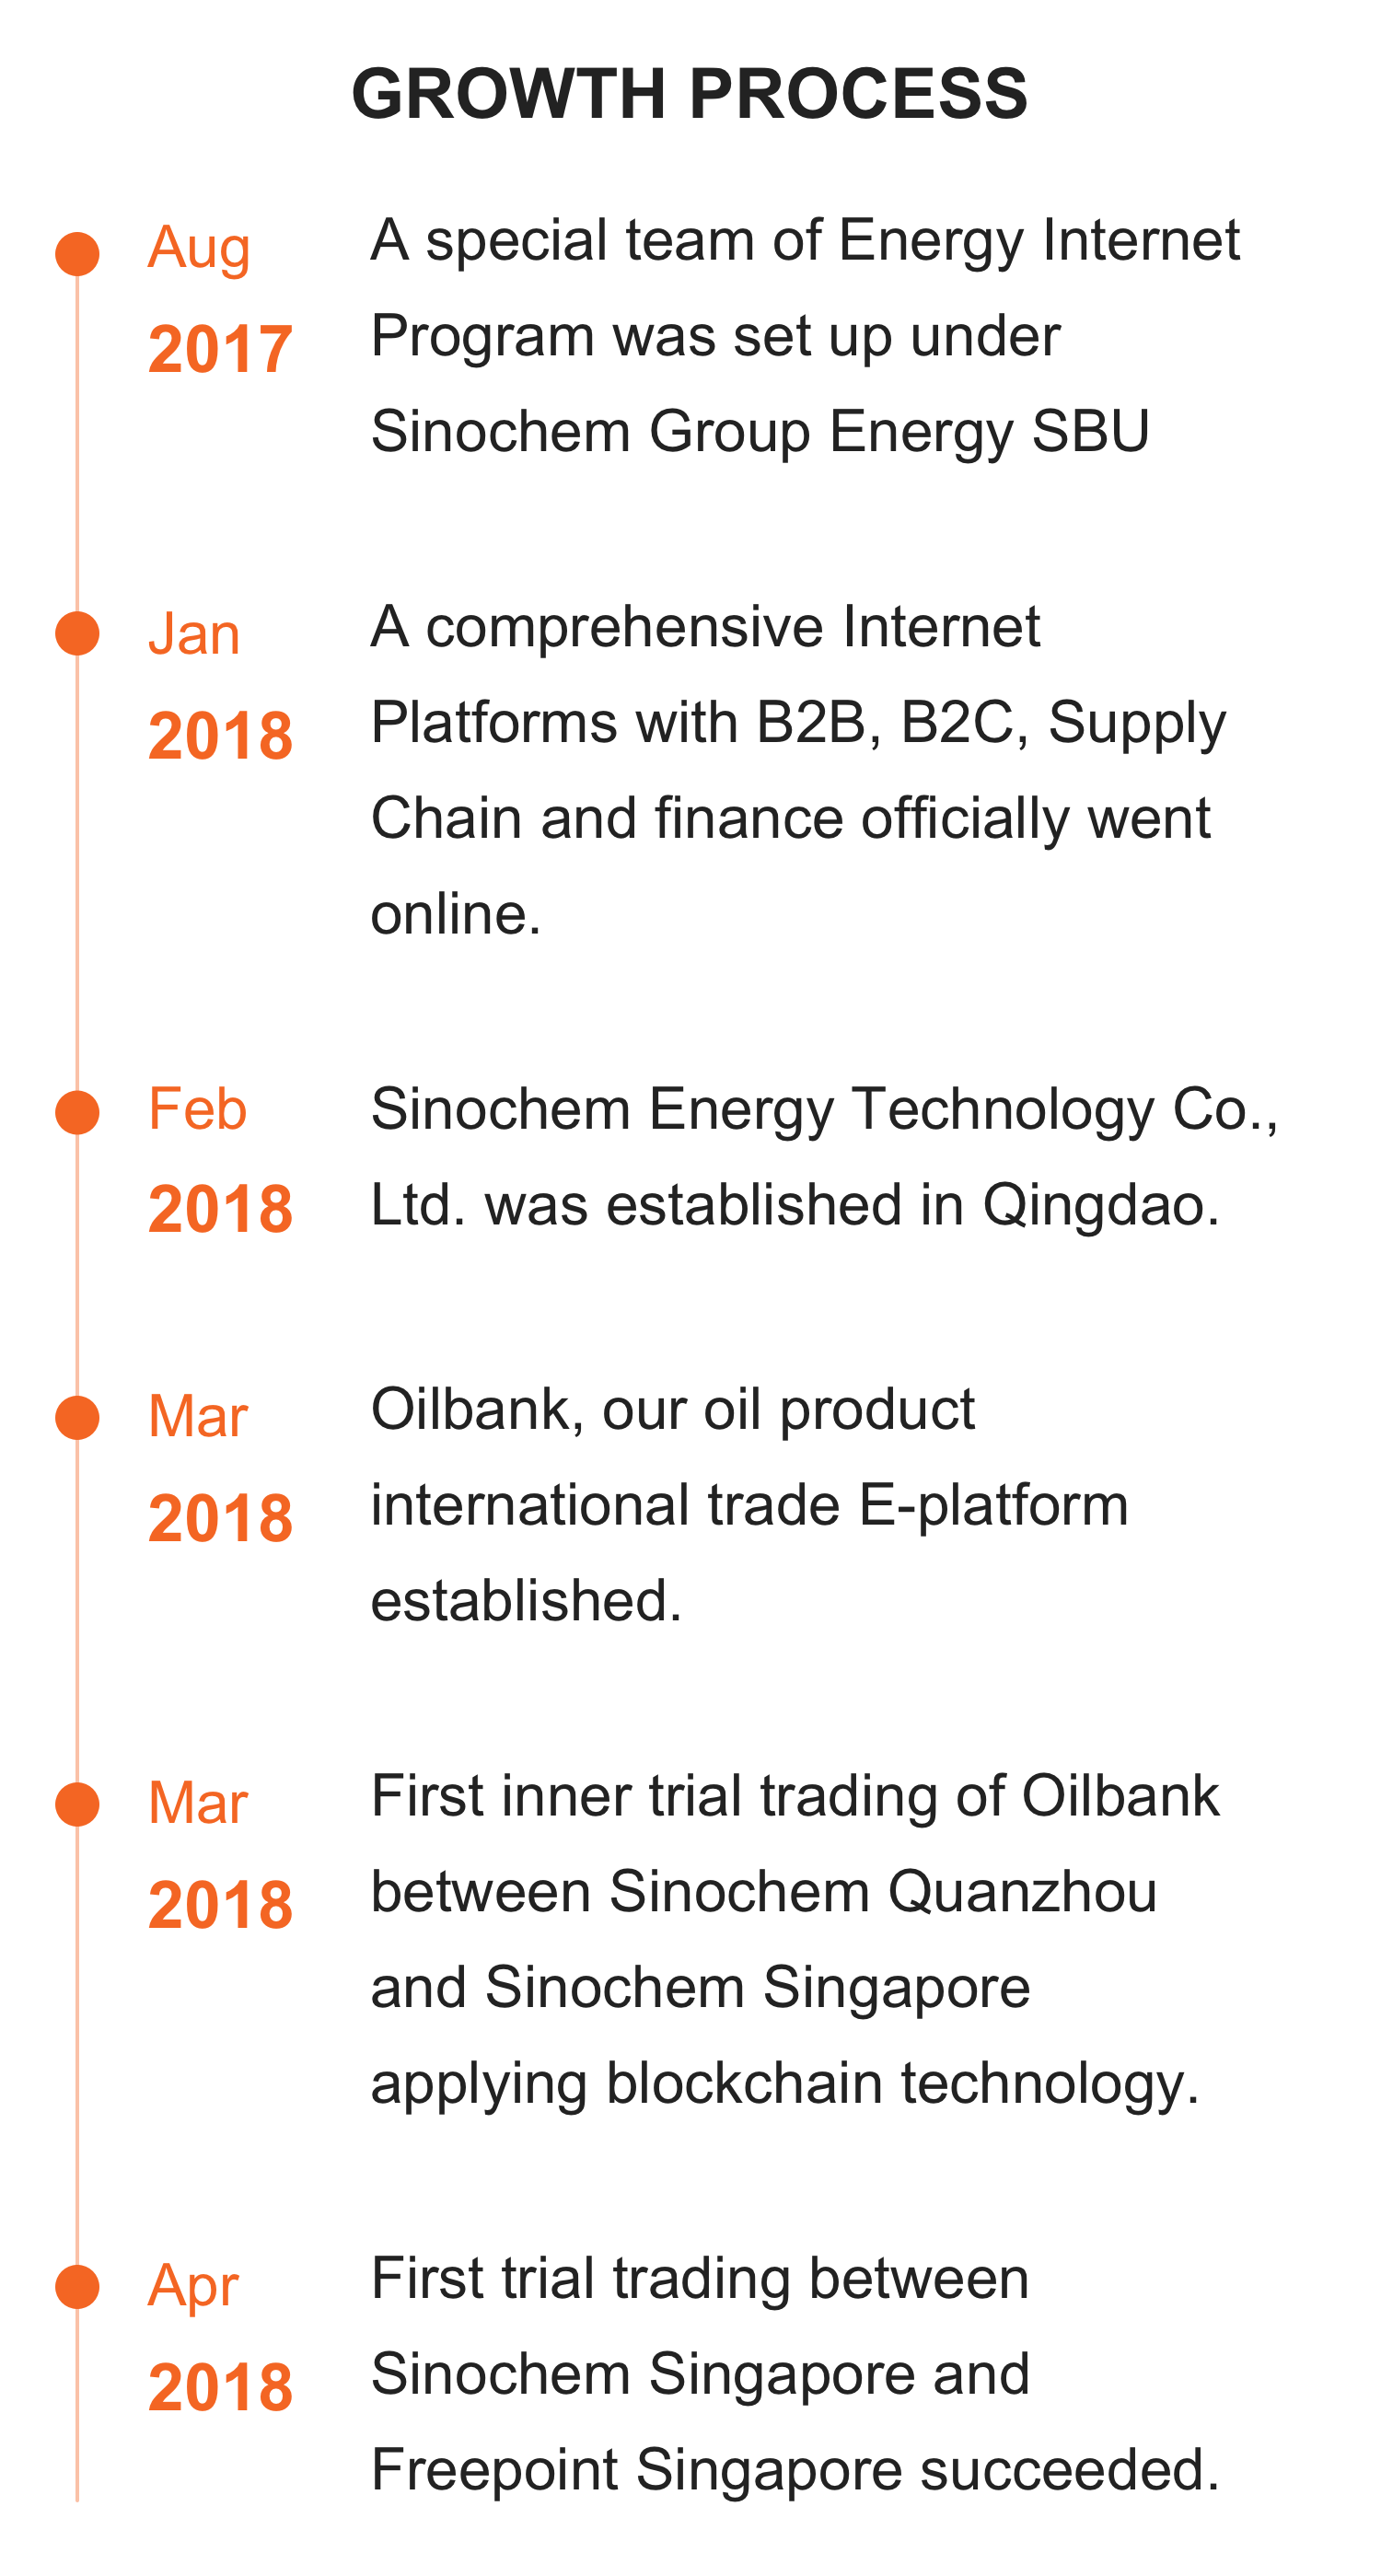 GROWTH PROCESS
Aug
2017
A special team of Energy Internet
Program was set up under
Sinochem Group Energy SBU
Jan
2018
A comprehensive Internet
Platforms with B2B, B2C, Supply
Chain and finance officially went
online.
Feb
2018
Sinochem Energy Technology Co.,
Ltd. was established in Qingdao.
Mar
2018
Oilbank, our oil product
international trade E-platform
established.
Mar
2018
First inner trial trading of Oilbank
between Sinochem Quanzhou
and Sinochem Singapore
applying blockchain technology.
Apr
2018
First trial trading between
Sinochem Singapore and
Freepoint Singapore succeeded.